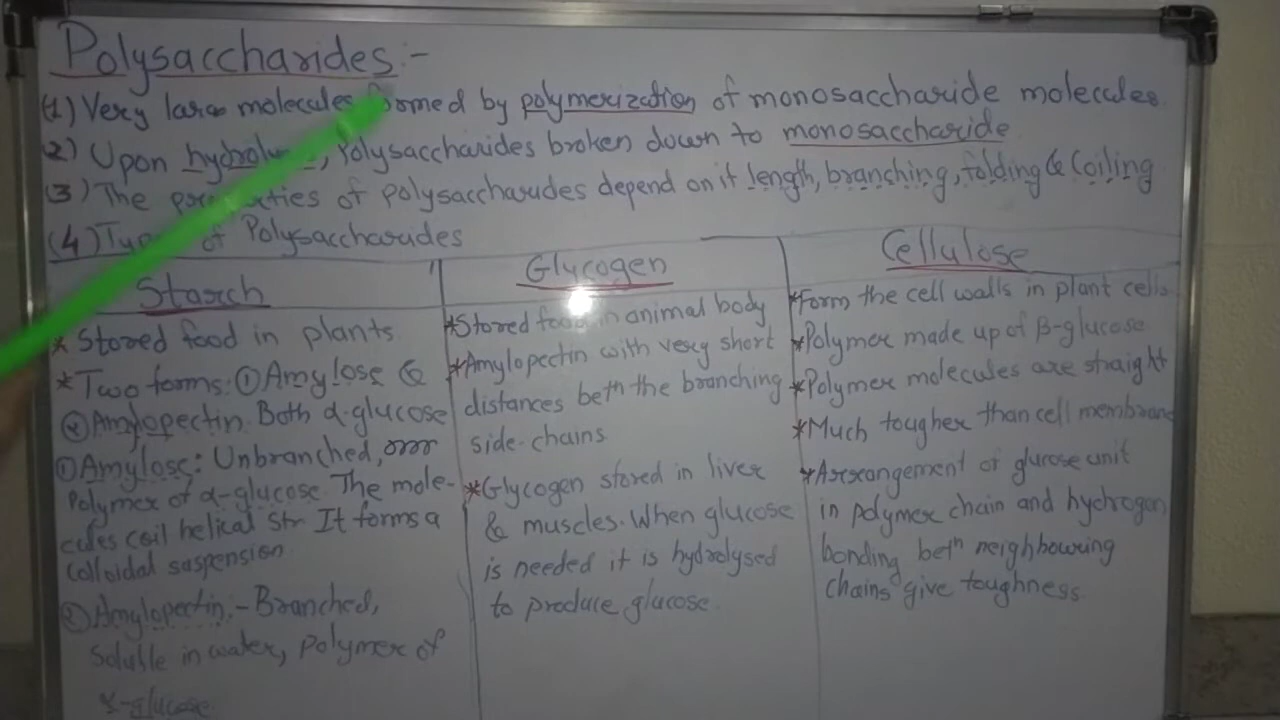 Polysaccharides :-
(1) Very large molecules formed by polymerization of monosaccharide molecules.
(2) Upon , Polysaccharides broken down to monosaccharide
(3) The properties of polysaccharides depend on it length, branching, folding & Coiling
(4) of Polysaccharides
Starch
* Stored food in plants
* Two forms: ① Amylose &
② Amylopectin. Both α-glucose
① Amylose: Unbranched,
Polymer of α-glucose. The mole-
cules coil helical Str. It forms a
colloidal suspension
② Amylopectin:- Branched,
Soluble in water, polymer of
α-glucose
Glycogen
* Stored food in animal body
* Amylopectin with very short
distances betn the branching
side-chains
* Glycogen stored in liver
& muscles. When glucose
is needed it is hydrolysed
to produce glucose.
Cellulose
* Form the cell walls in plant cells
* Polymer made up of β-glucose
* Polymer molecules are straight
* Much tougher than cell membrane
* Arrangement of glucose unit
in polymer chain and hydrogen
bonding betn neighbouring
chains give toughness.